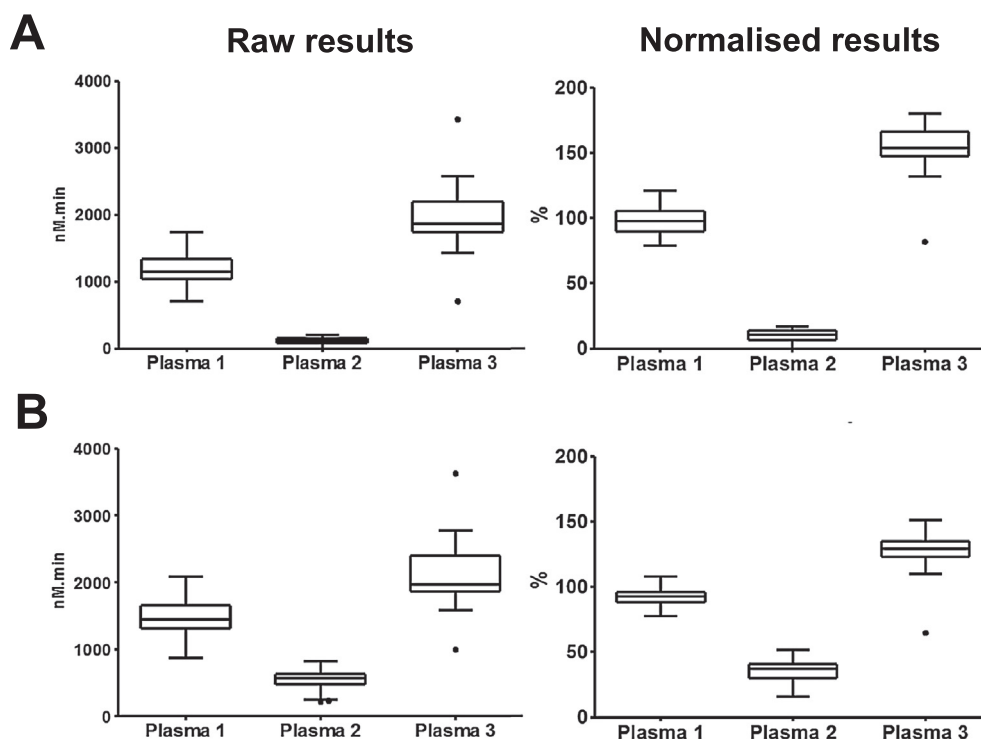 A
Raw results
Normalised results
4000
3000
2000
1000
0
nM.min
Plasma 1
Plasma 2
Plasma 3
200
150
100
50
0
%
Plasma 1
Plasma 2
Plasma 3
B
4000
3000
2000
1000
0
nM.min
Plasma 1
Plasma 2
Plasma 3
200
150
100
50
0
%
Plasma 1
Plasma 2
Plasma 3